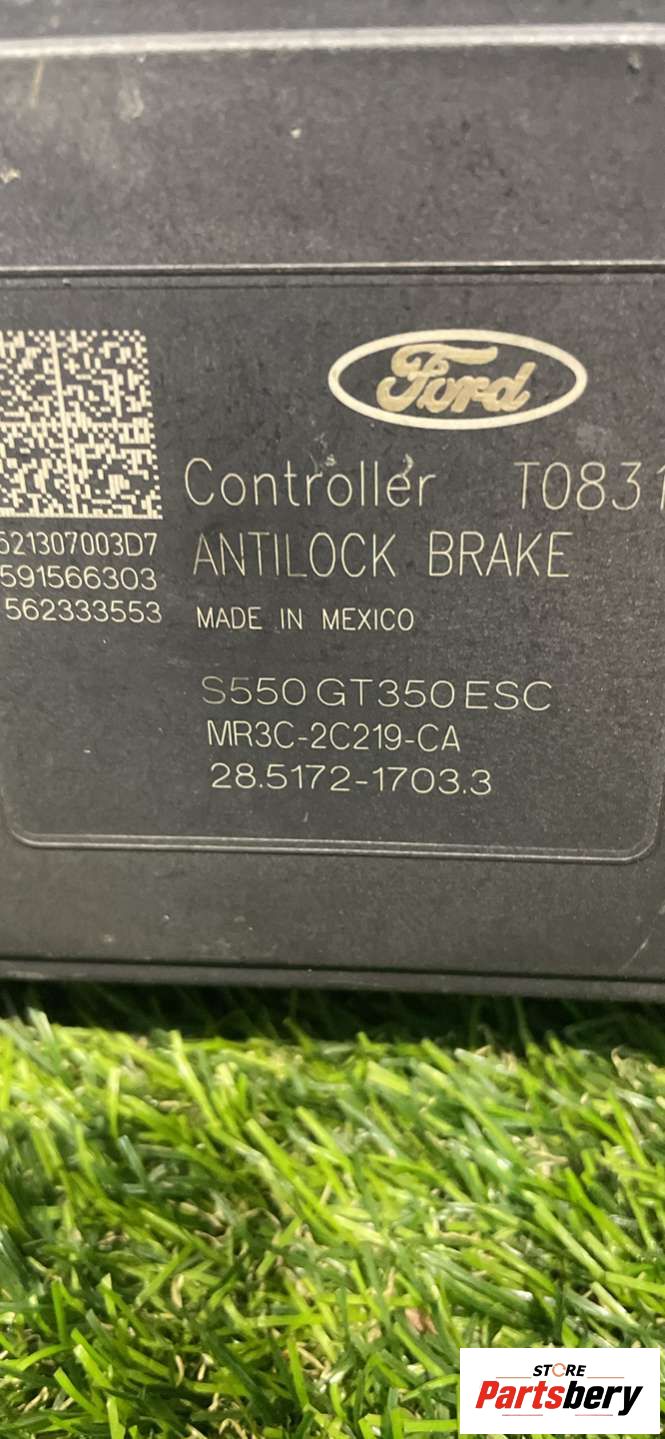 Ford
Controller T0831
ANTILOCK BRAKE
MADE IN MEXICO
621307003D7
591566303
562333553
S550 GT350 ESC
MR3C-2C219-CA
28.5172-1703.3
STORE
Partsbery